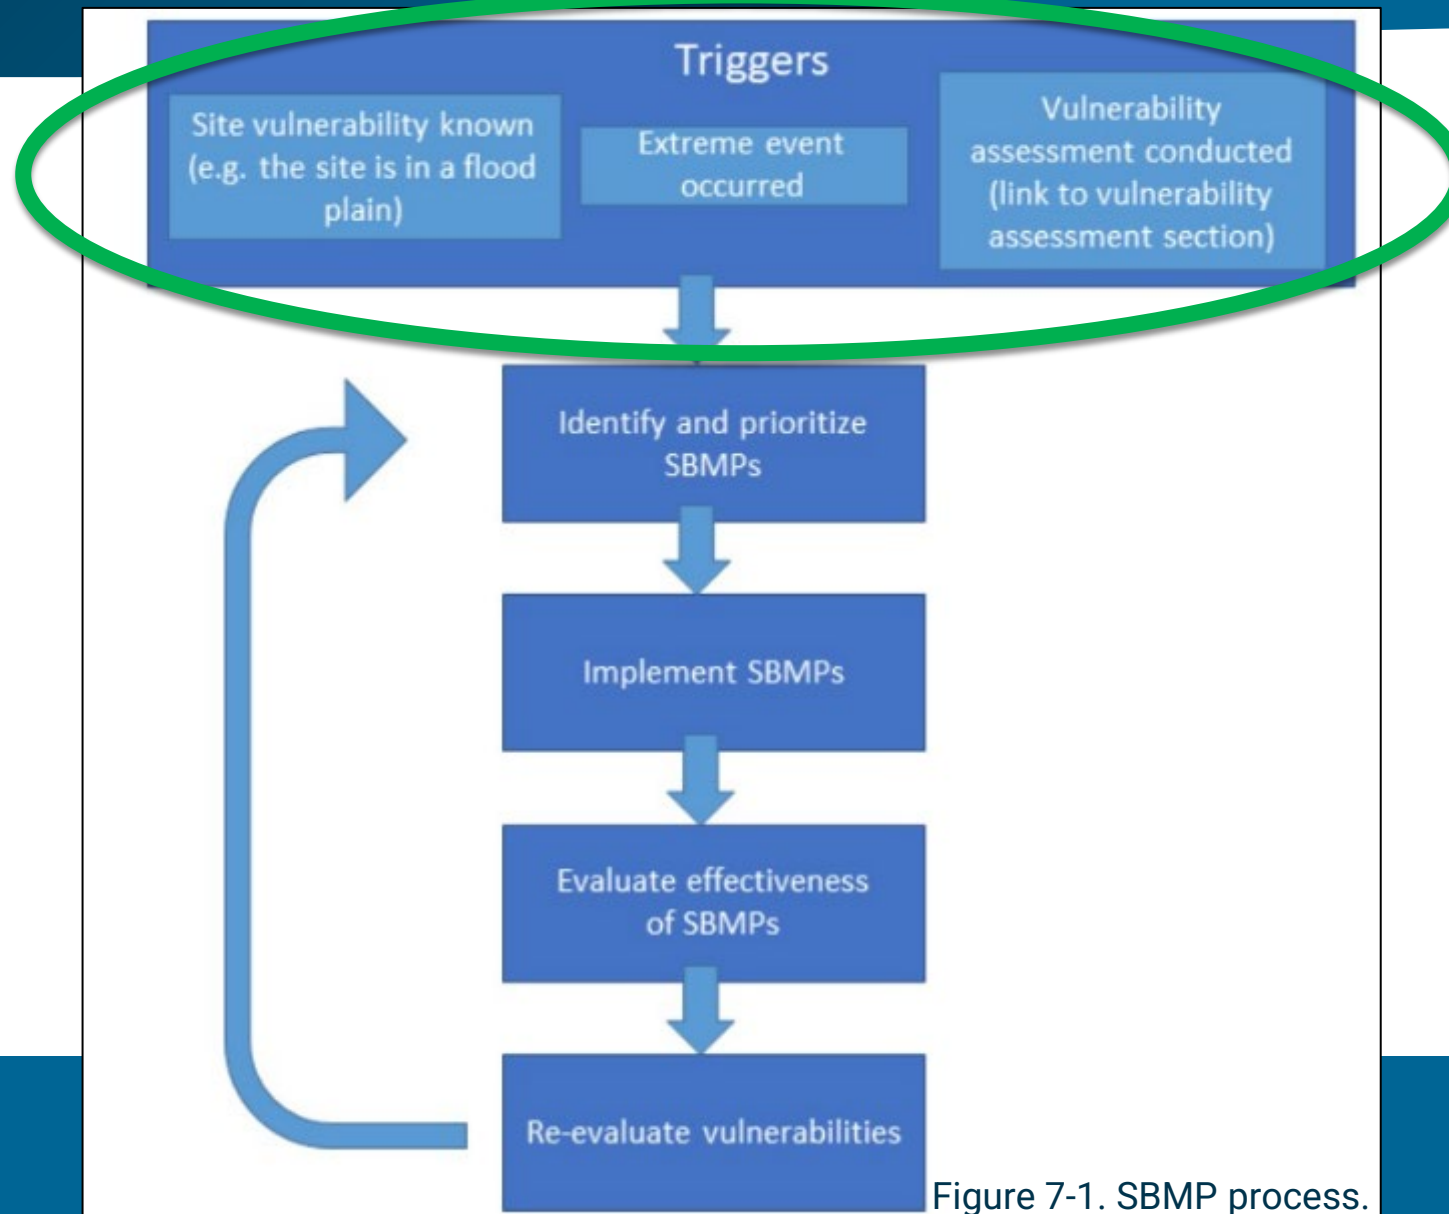 Triggers
Site vulnerability known
(e.g. the site is in a flood
plain)
Extreme event
occurred
Vulnerability
assessment conducted
(link to vulnerability
assessment section)
Identify and prioritize
SBMPs
Implement SBMPs
Evaluate effectiveness
of SBMPs
Re-evaluate vulnerabilities
Figure 7-1. SBMP process.